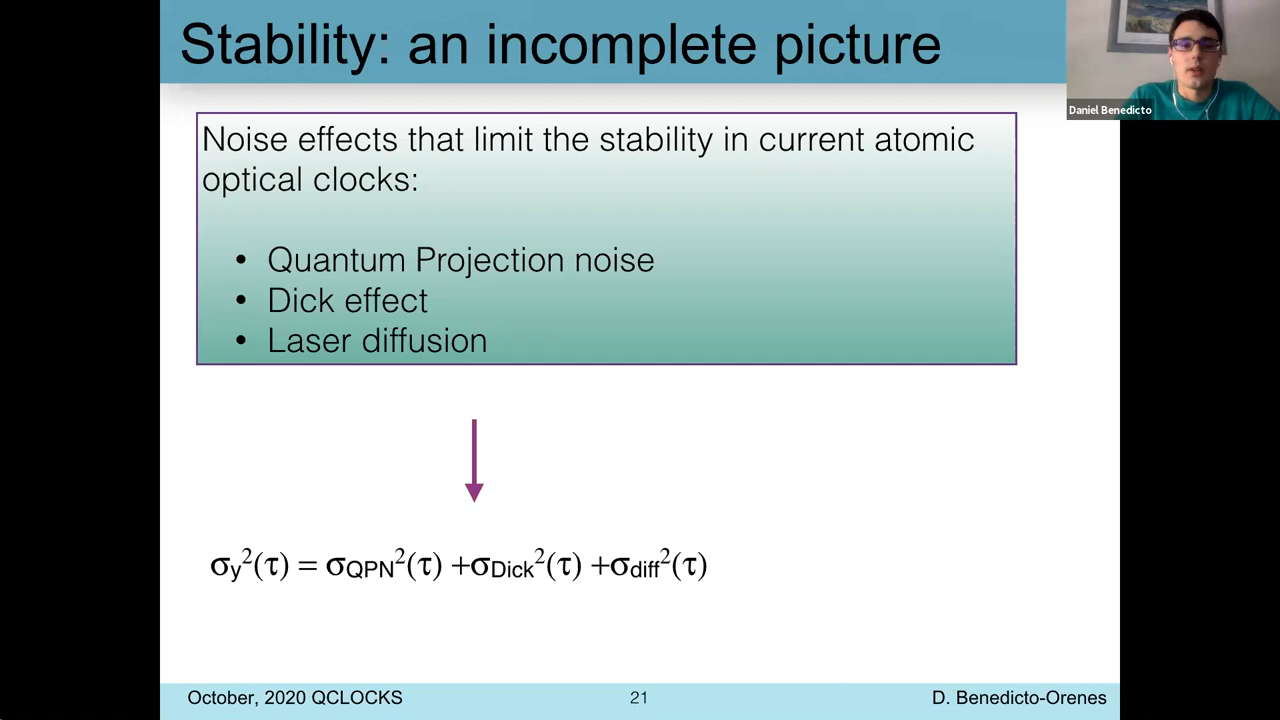 Stability: an incomplete picture
Daniel Benedicto
Noise effects that limit the stability in current atomic
optical clocks:
• Quantum Projection noise
• Dick effect
• Laser diffusion
σy²(τ) = σQPN²(τ) +σDick²(τ) +σdiff²(τ)
October, 2020 QCLOCKS
21
D. Benedicto-Orenes